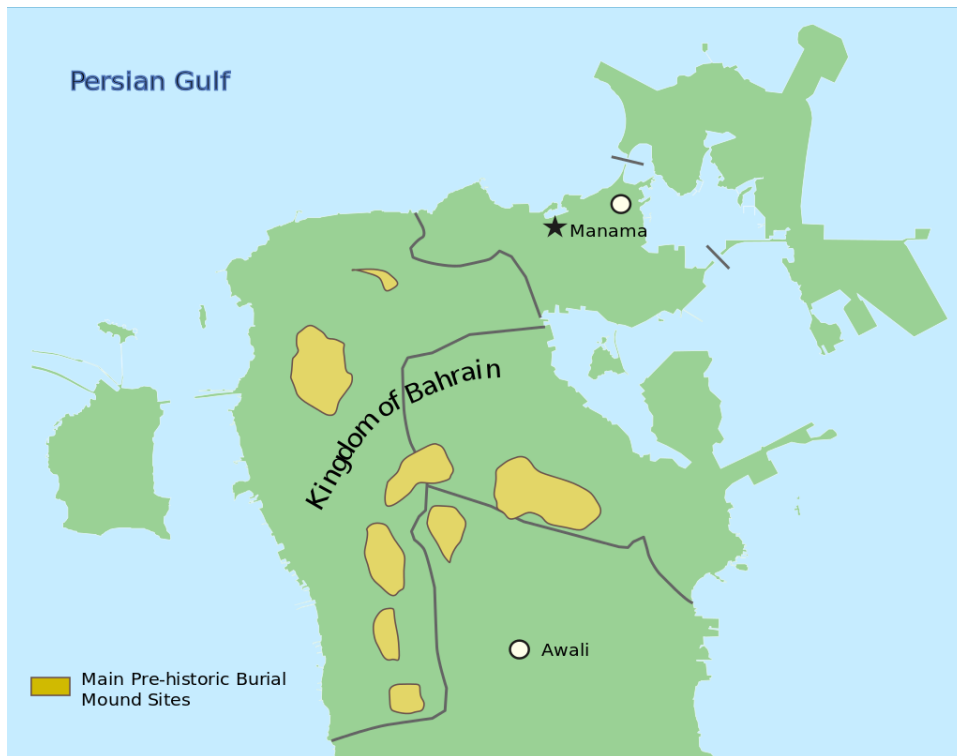 Persian Gulf
Manama
Kingdom of Bahrain
Awali
Main Pre-historic Burial
Mound Sites